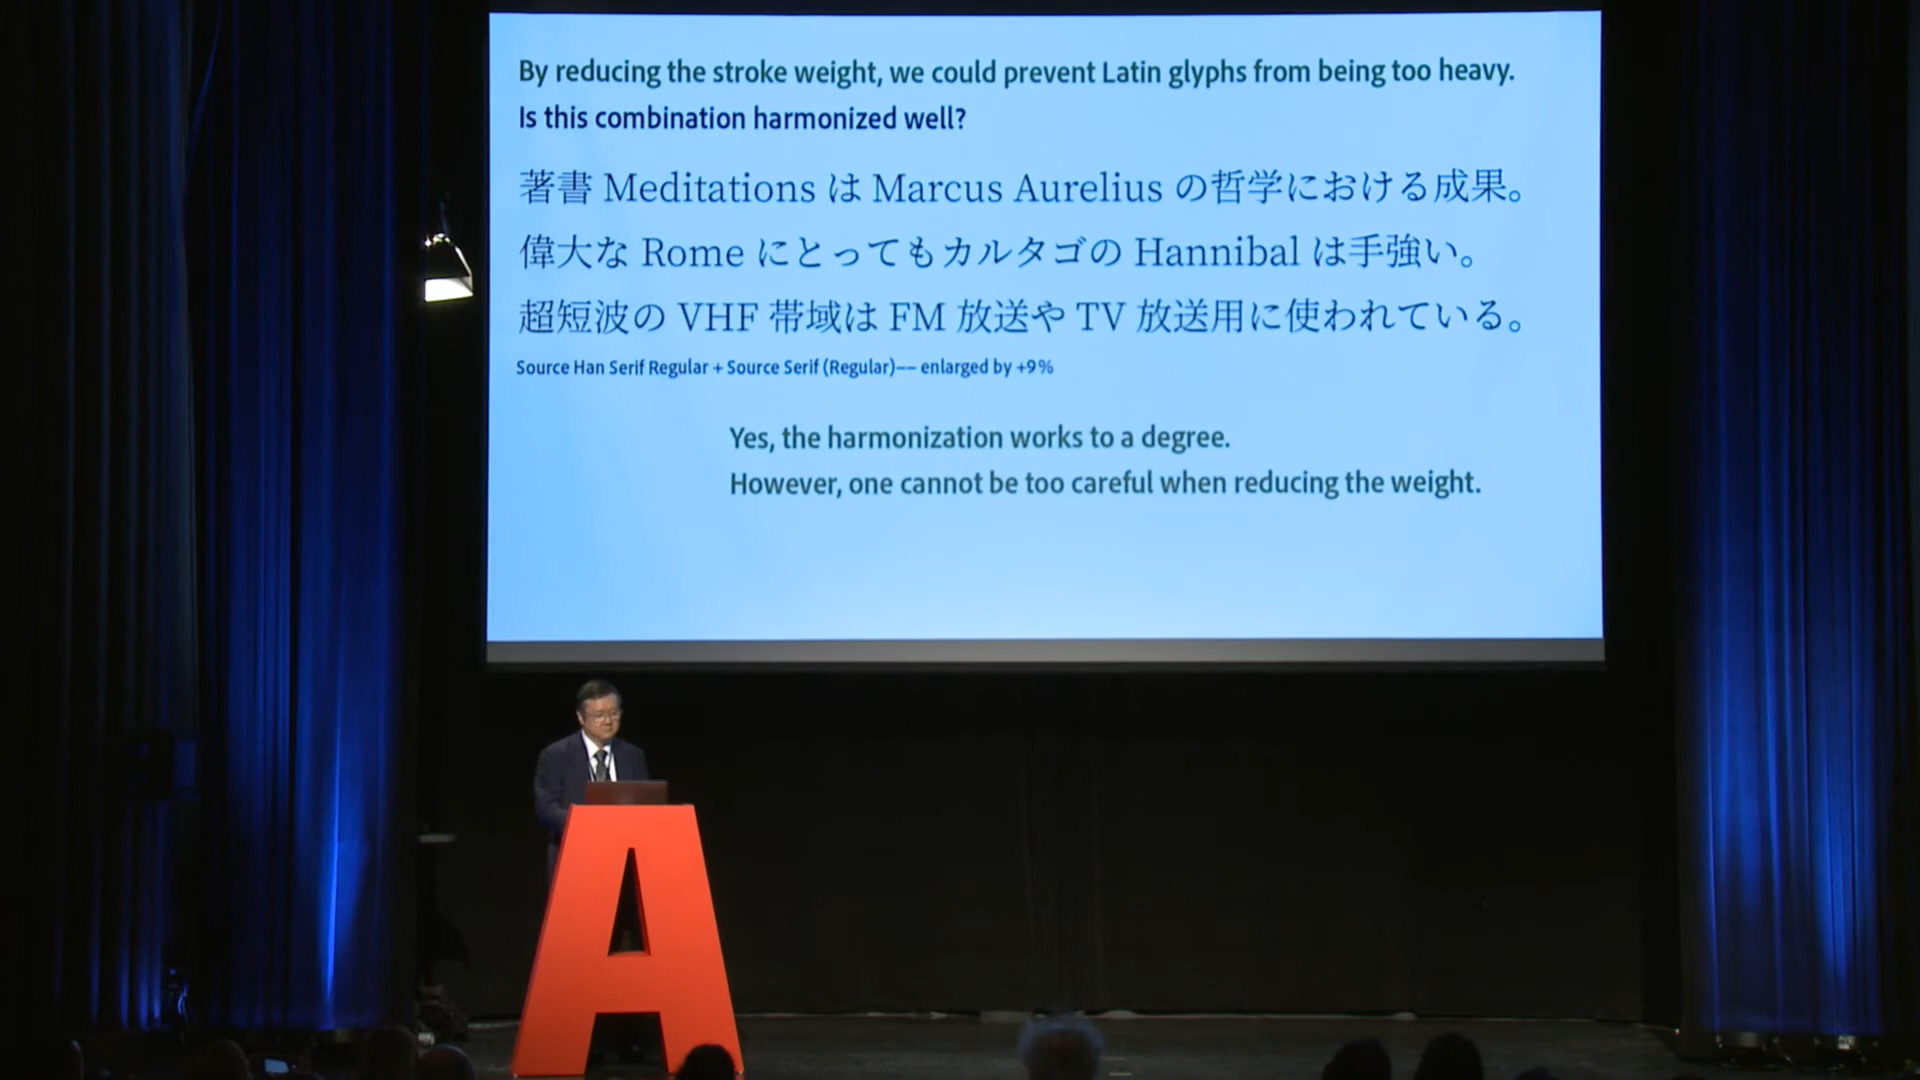 By reducing the stroke weight, we could prevent Latin glyphs from being too heavy.
Is this combination harmonized well?
著書 Meditations は Marcus Aurelius の哲学における成果。
偉大な Rome にとってもカルタゴの Hannibal は手強い。
超短波の VHF 帯域は FM 放送や TV 放送用に使われている。
Source Han Serif Regular + Source Serif (Regular)—– enlarged by +9%
Yes, the harmonization works to a degree.
However, one cannot be too careful when reducing the weight.
A